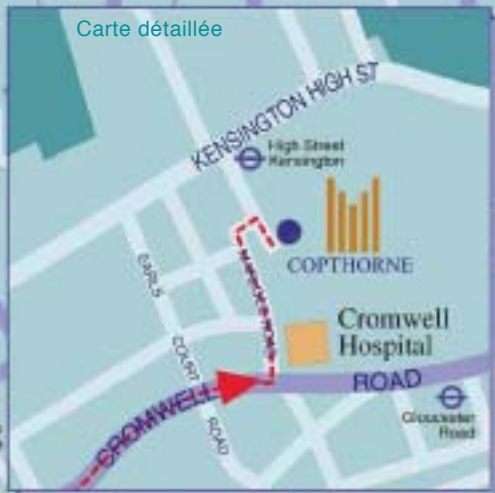 Carte détaillée
KENSINGTON HIGH ST
High Street
Kensington
COPTHORNE
EARLS
COURT
ROAD
Cromwell
Hospital
CROMWELL
ROAD
Gloucester
Road